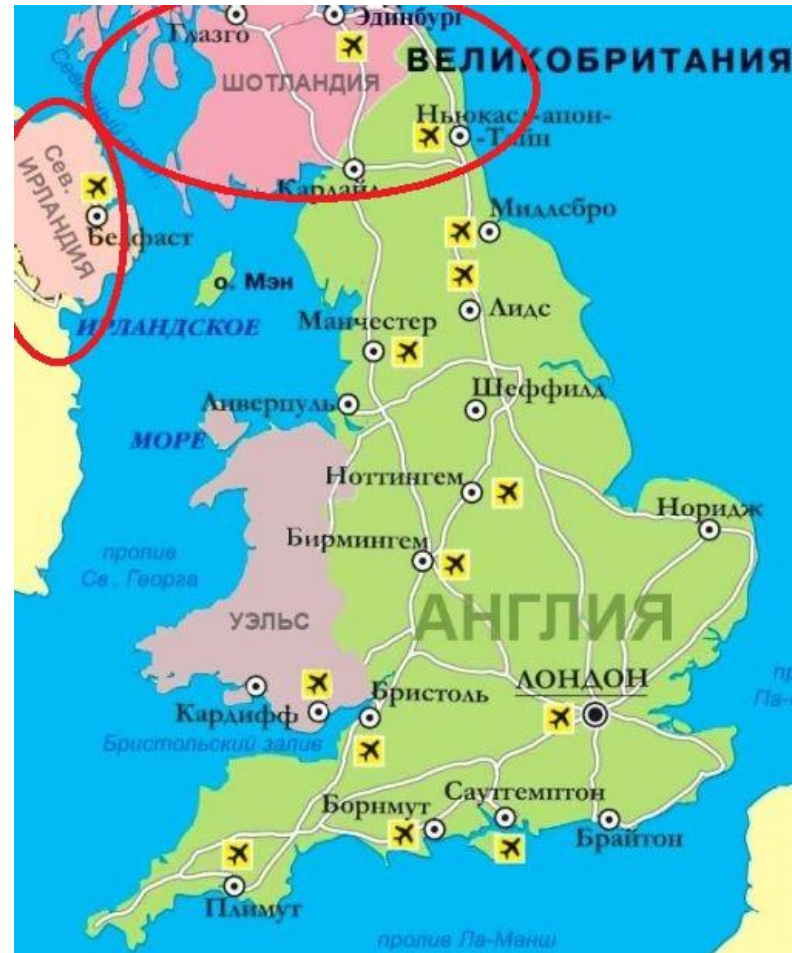 Эдинбург
Глазго
ВЕЛИКОБРИТАНИЯ
ШОТЛАНДИЯ
Ньюкасл-апон-
-Тайн
Карлайл
Сев.
ИРЛАНДИЯ
Белфаст
Миддсбро
о. Мэн
ИРЛАНДСКОЕ
Манчестер
Лидс
Ливерпуль
Шеффилд
МОРЕ
Ноттингем
Норидж
Бирмингем
пролив
Св. Георга
АНГЛИЯ
УЭЛЬС
ЛОНДОН
Бристоль
Кардифф
Бристольский залив
Борнмут
Саутгемптон
Брайтон
Плимут
пролив Ла-Манш